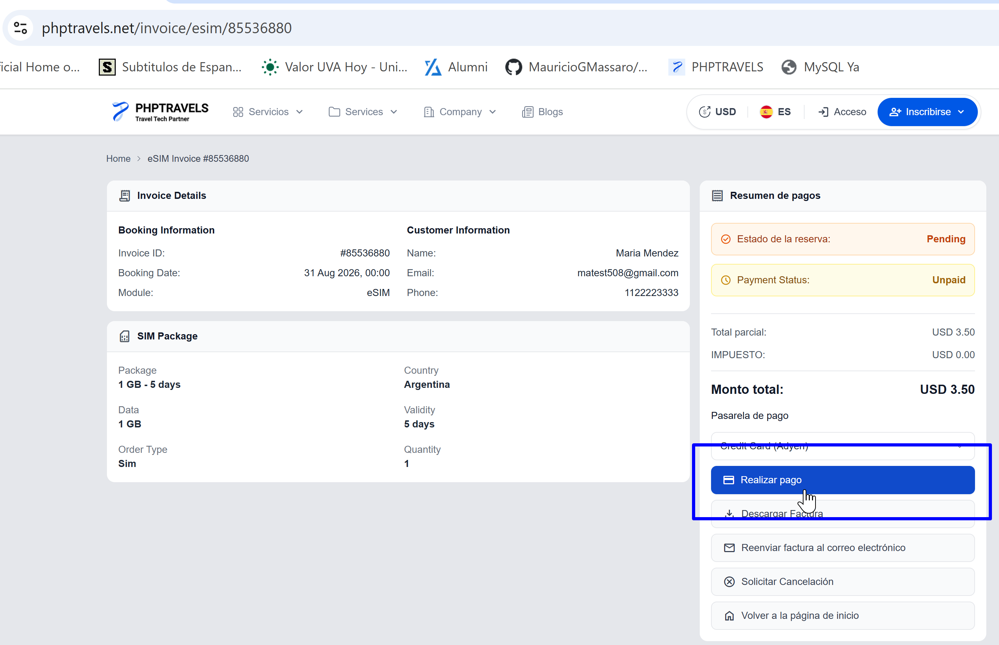 phptravels.net/invoice/esim/85536880
ficial Home o...
Subtitulos de Espan...
Valor UVA Hoy - Uni...
Alumni
MauricioGMassaro/...
PHPTRAVELS
MySQL Ya
PHPTRAVELS
Travel Tech Partner
Servicios
Services
Company
Blogs
USD
ES
Acceso
Inscribirse
Home > eSIM Invoice #85536880
Invoice Details
Booking Information
Invoice ID: #85536880
Booking Date: 31 Aug 2026, 00:00
Module: eSIM
Customer Information
Name: Maria Mendez
Email: matest508@gmail.com
Phone: 1122223333
SIM Package
Package
1 GB - 5 days
Country
Argentina
Data
1 GB
Validity
5 days
Order Type
Sim
Quantity
1
Resumen de pagos
Estado de la reserva: Pending
Payment Status: Unpaid
Total parcial: USD 3.50
IMPUESTO: USD 0.00
Monto total: USD 3.50
Pasarela de pago
Credit Card (Adyen)
Realizar pago
Descargar Factura
Reenviar factura al correo electrónico
Solicitar Cancelación
Volver a la página de inicio